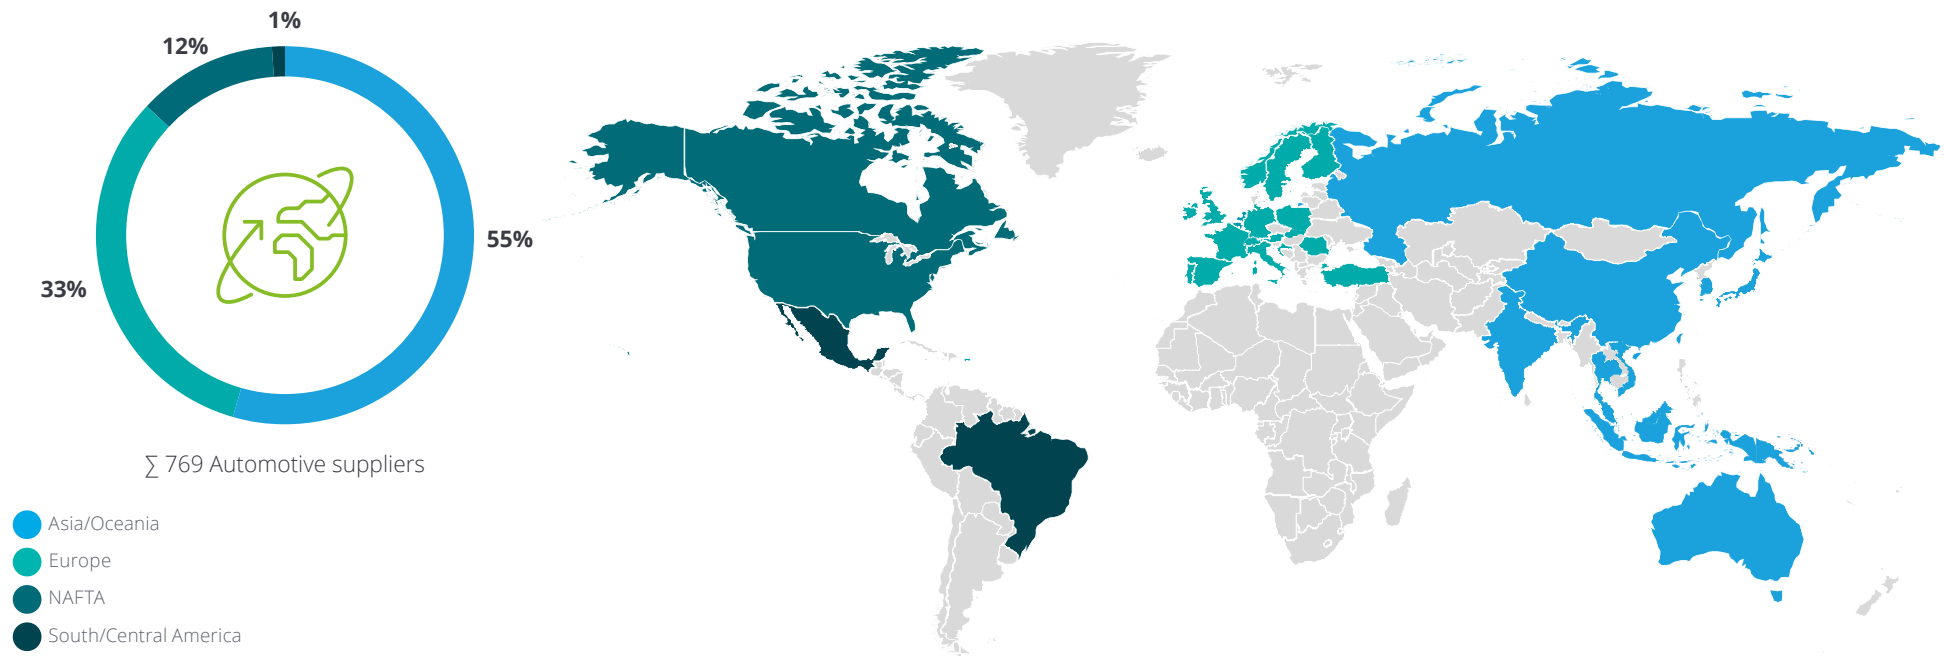 1%
12%
55%
33%
∑ 769 Automotive suppliers
Asia/Oceania
Europe
NAFTA
South/Central America